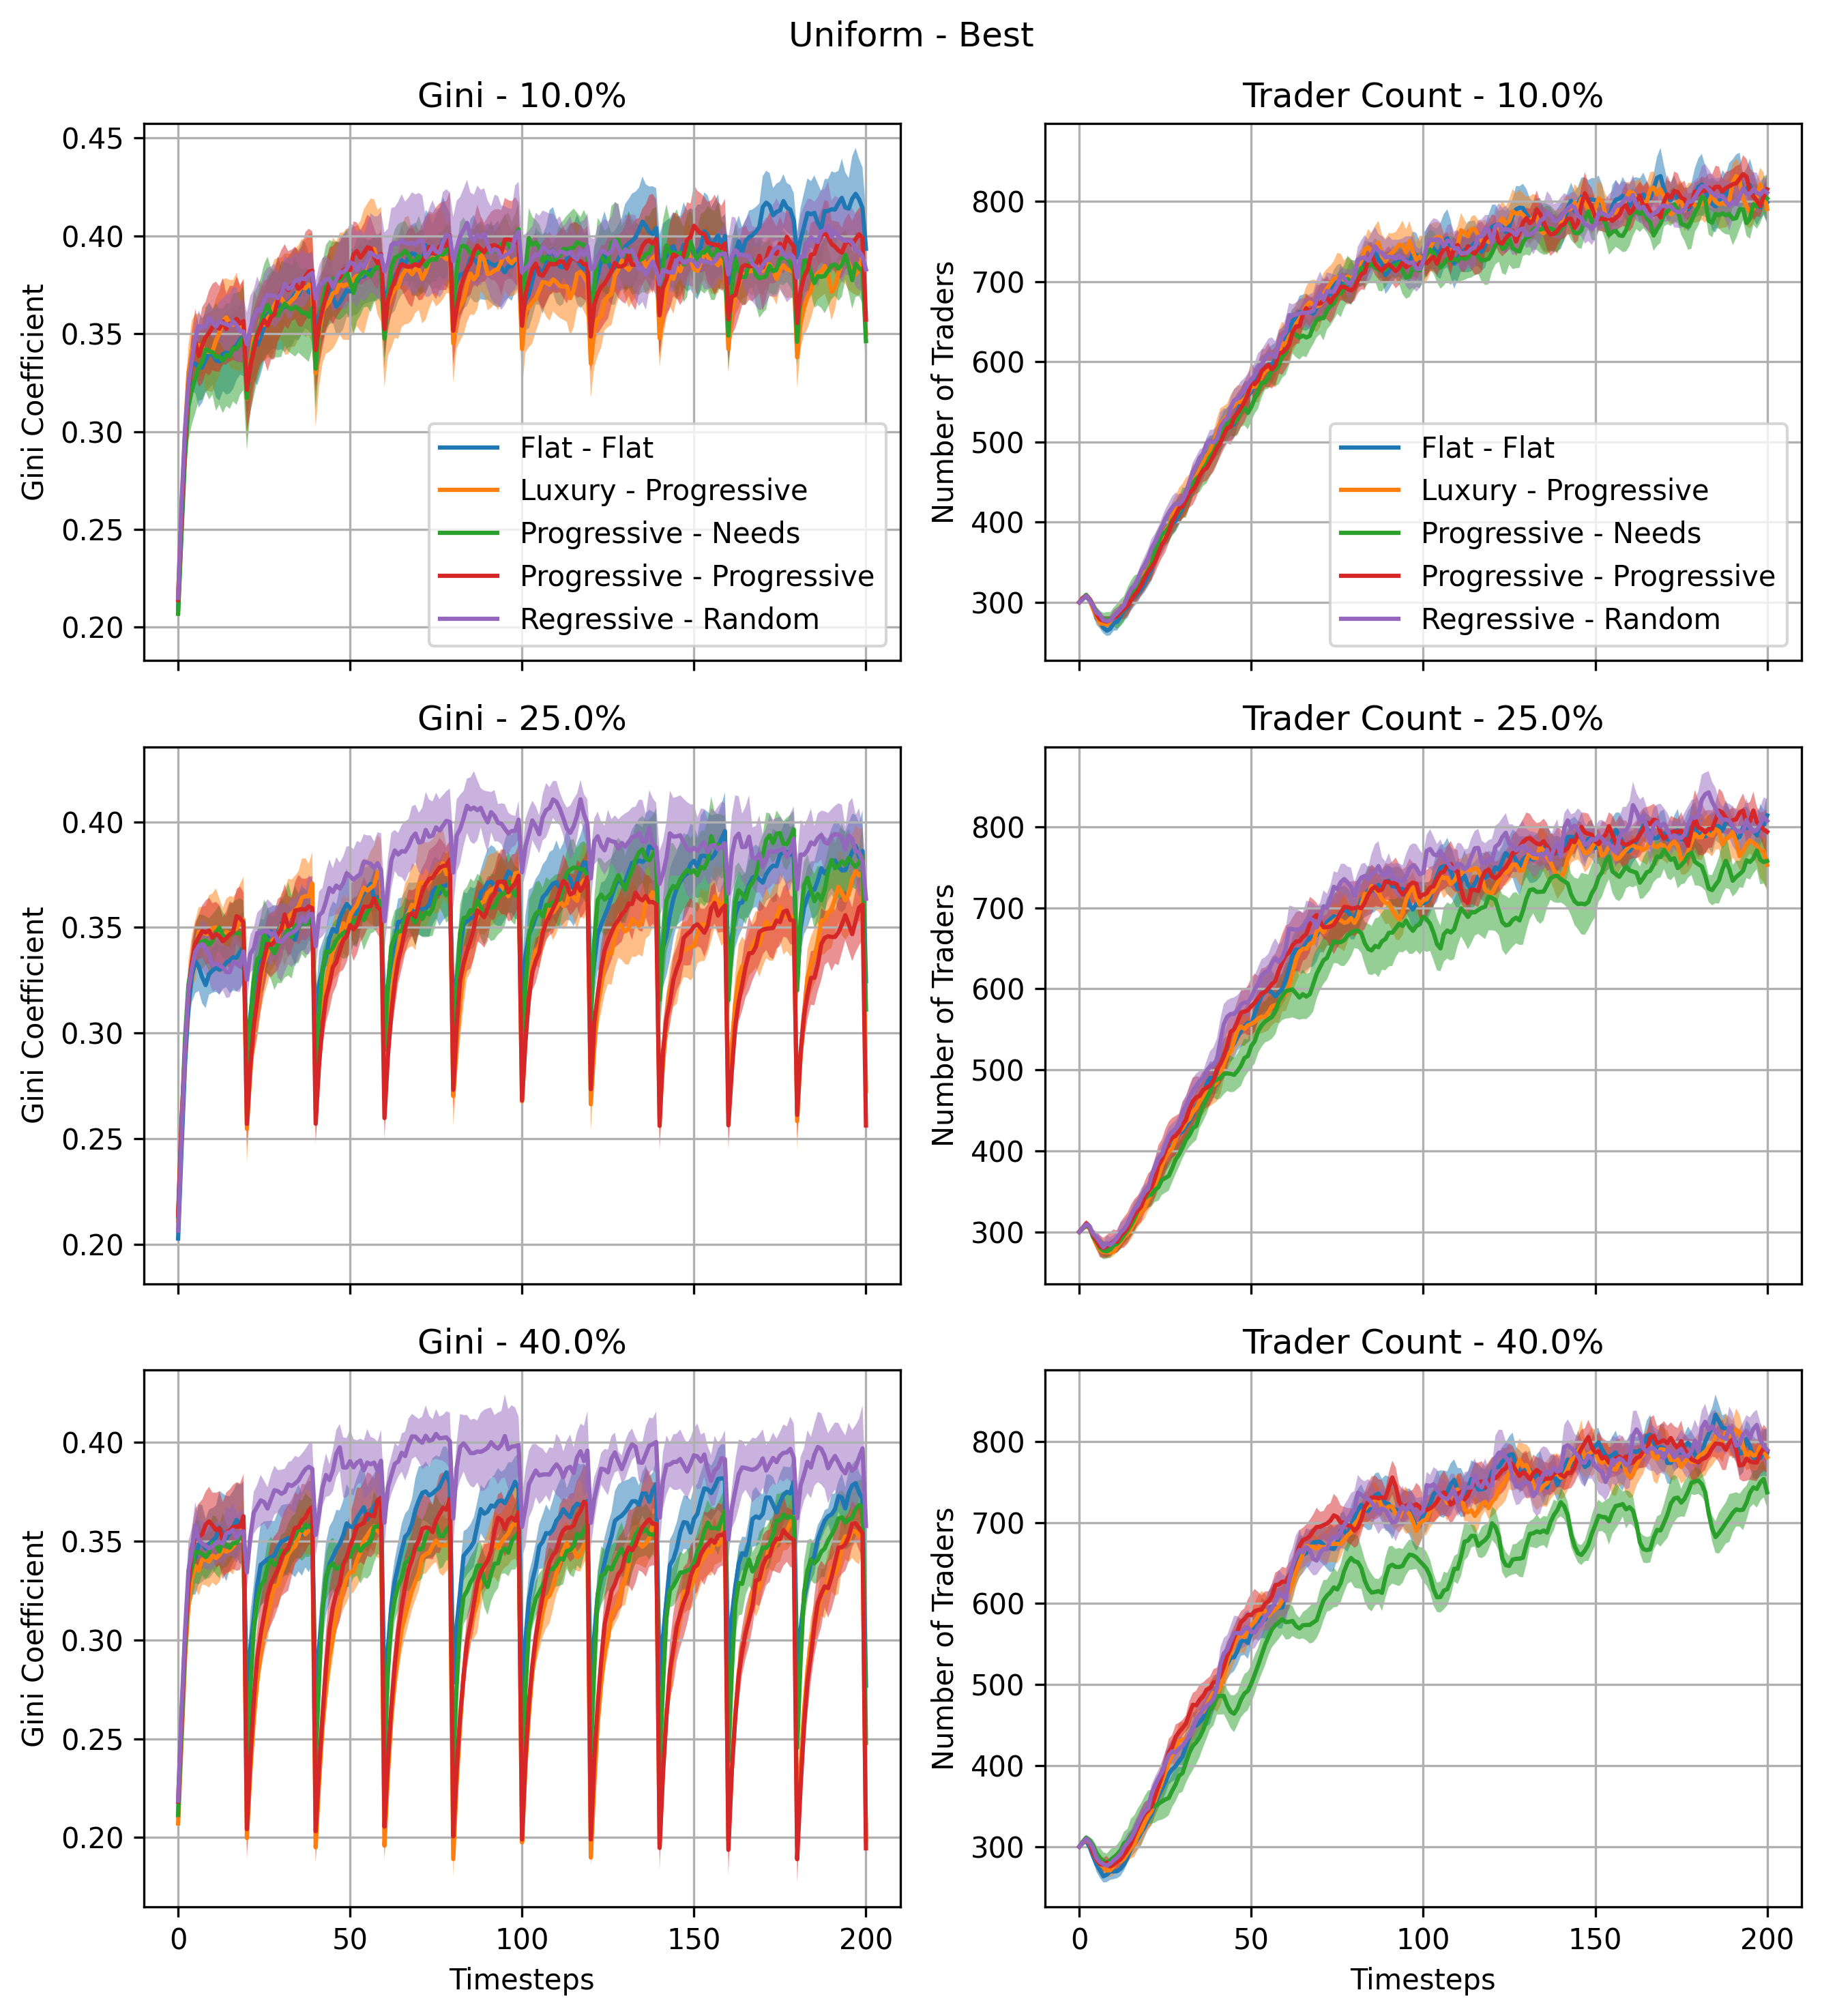 Uniform - Best
Gini - 10.0%
Gini Coefficient
0.45
0.40
0.35
0.30
0.25
0.20
Flat - Flat
Luxury - Progressive
Progressive - Needs
Progressive - Progressive
Regressive - Random
Trader Count - 10.0%
Number of Traders
800
700
600
500
400
300
Flat - Flat
Luxury - Progressive
Progressive - Needs
Progressive - Progressive
Regressive - Random
Gini - 25.0%
Gini Coefficient
0.40
0.35
0.30
0.25
0.20
Trader Count - 25.0%
Number of Traders
800
700
600
500
400
300
Gini - 40.0%
Gini Coefficient
0.40
0.35
0.30
0.25
0.20
0 50 100 150 200
Timesteps
Trader Count - 40.0%
Number of Traders
800
700
600
500
400
300
0 50 100 150 200
Timesteps